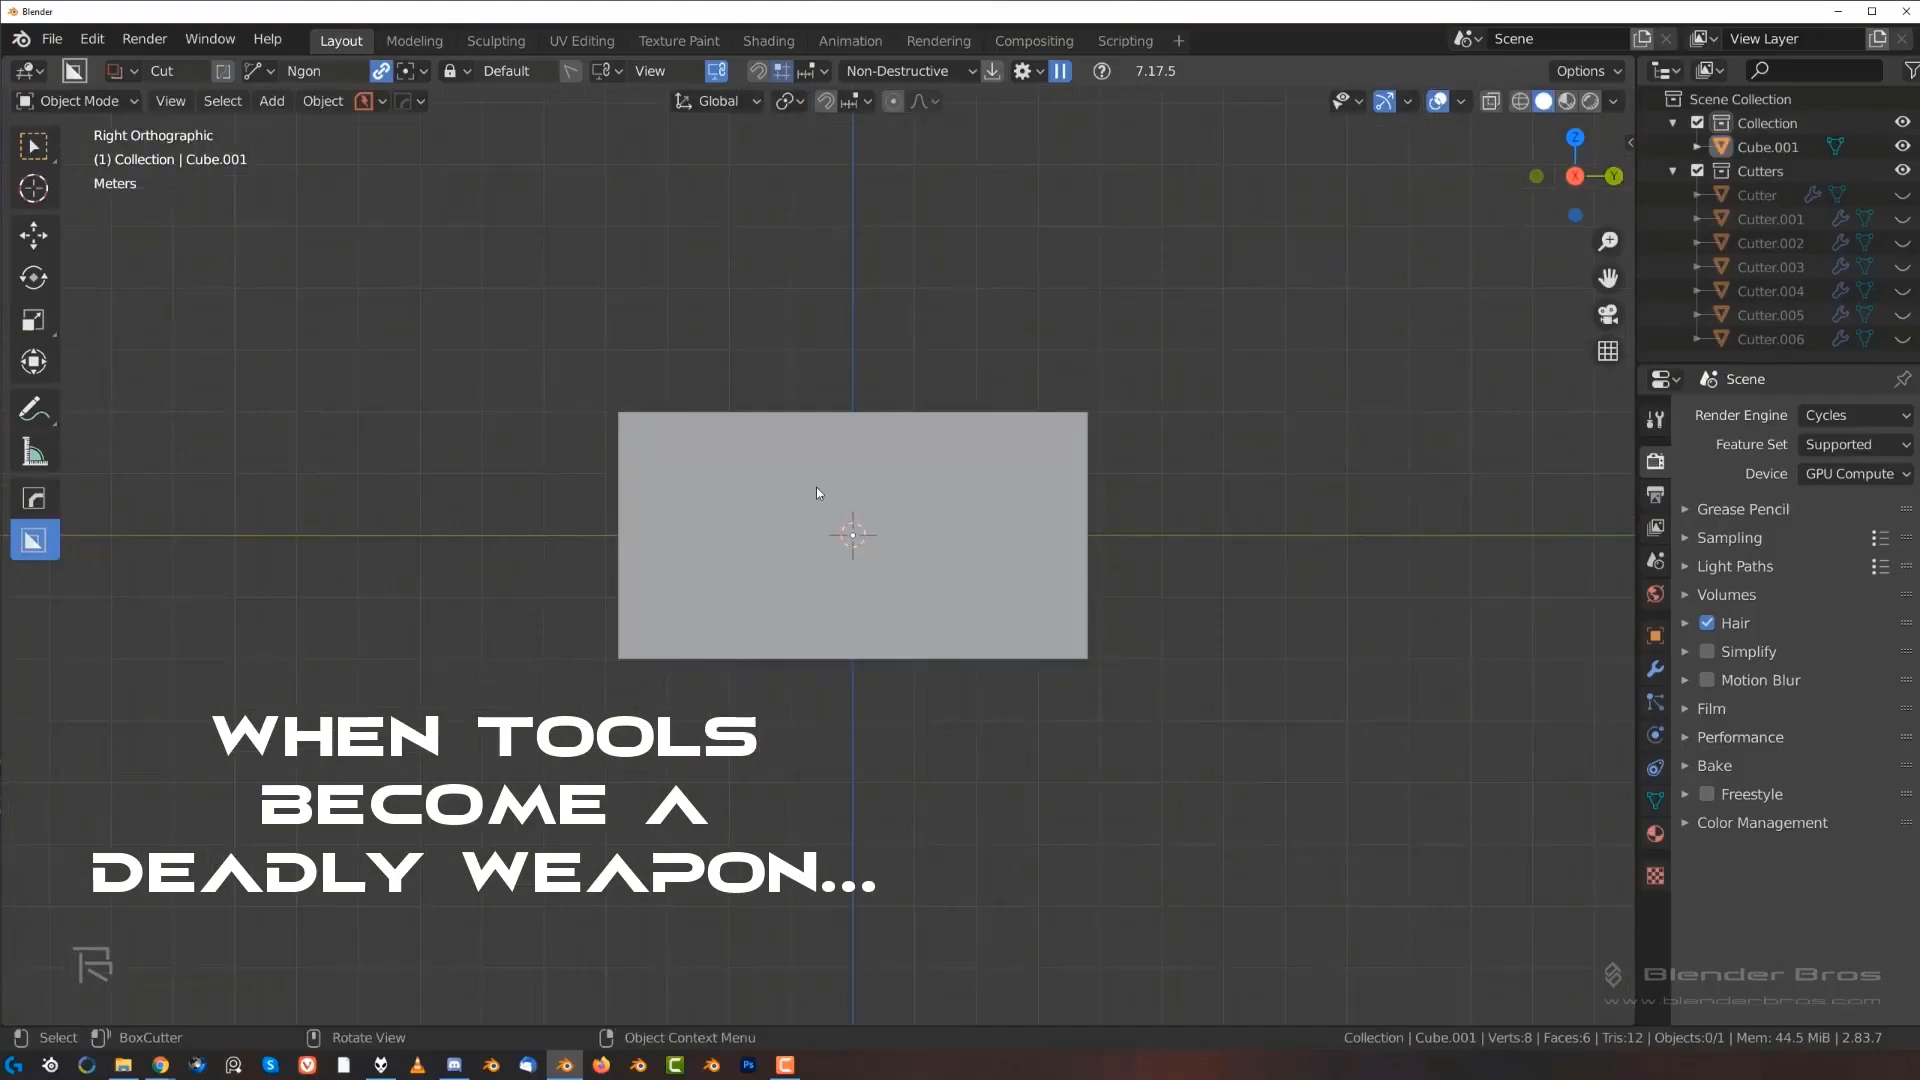 Blender
File Edit Render Window Help Layout Modeling Sculpting UV Editing Texture Paint Shading Animation Rendering Compositing Scripting + Scene View Layer
Cut Ngon Default View Non-Destructive 7.17.5 Options
Object Mode View Select Add Object Global
Right Orthographic
(1) Collection | Cube.001
Meters
Z
X
Y
Scene Collection
Collection
Cube.001
Cutters
Cutter
Cutter.001
Cutter.002
Cutter.003
Cutter.004
Cutter.005
Cutter.006
Scene
Render Engine Cycles
Feature Set Supported
Device GPU Compute
Grease Pencil
Sampling
Light Paths
Volumes
Hair
Simplify
Motion Blur
Film
Performance
Bake
Freestyle
Color Management
WHEN TOOLS
BECOME A
DEADLY WEAPON...
Blender Bros
www.blenderbros.com
Select BoxCutter Rotate View Object Context Menu Collection | Cube.001 | Verts:8 | Faces:6 | Tris:12 | Objects:0/1 | Mem: 44.5 MiB | 2.83.7